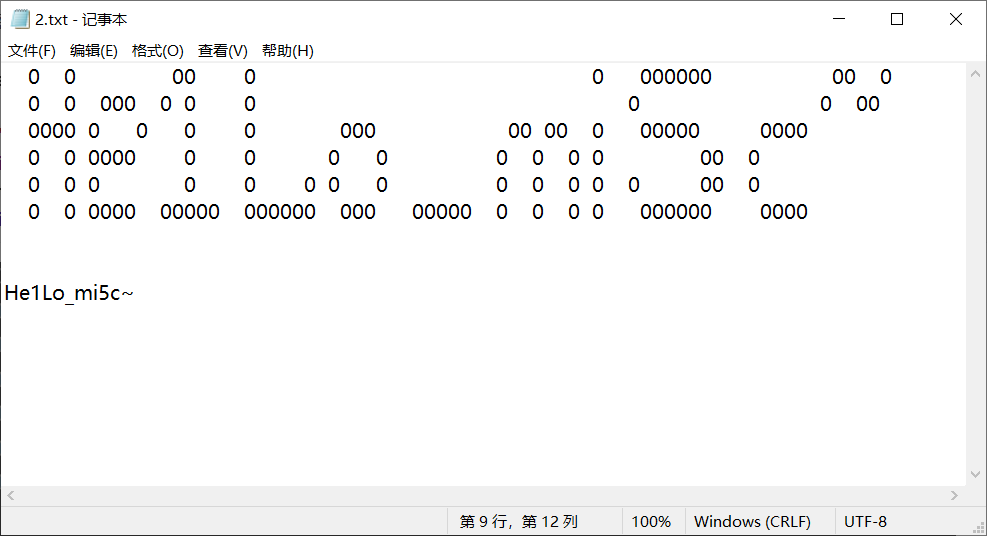 2.txt - 记事本
文件(F) 编辑(E) 格式(O) 查看(V) 帮助(H)
  0  0        00    0                            0   000000          00  0
  0  0  000  0 0    0                               0               0  00
  0000 0   0   0    0       000           00 00  0   00000     0000
  0  0 0000    0    0      0   0         0  0  0 0        00  0
  0  0 0       0    0    0 0   0         0  0  0 0  0     00  0
  0  0 0000  00000  000000  000   00000  0  0  0 0   000000    0000
He1Lo_mi5c~
第 9 行，第 12 列 100% Windows (CRLF) UTF-8